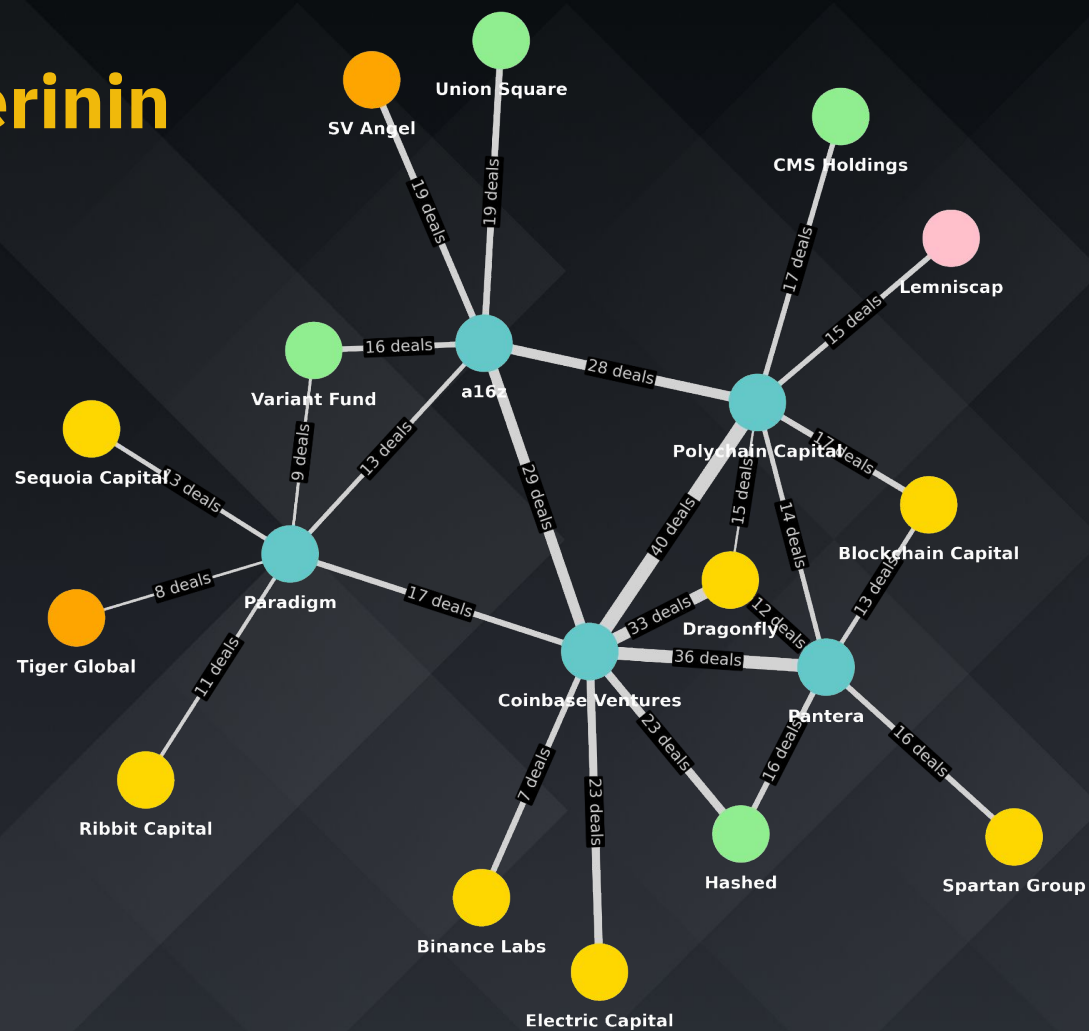 erinin
Union Square
SV Angel
CMS Holdings
19 deals
19 deals
17 deals
Lemniscap
15 deals
16 deals
28 deals
a16z
Variant Fund
13 deals
9 deals
Polychain Capital
17 deals
Sequoia Capital
13 deals
29 deals
40 deals
15 deals
14 deals
Blockchain Capital
8 deals
Paradigm
17 deals
33 deals
Dragonfly
12 deals
13 deals
Tiger Global
11 deals
36 deals
Coinbase Ventures
Pantera
23 deals
16 deals
16 deals
7 deals
23 deals
Ribbit Capital
Hashed
Spartan Group
Binance Labs
Electric Capital